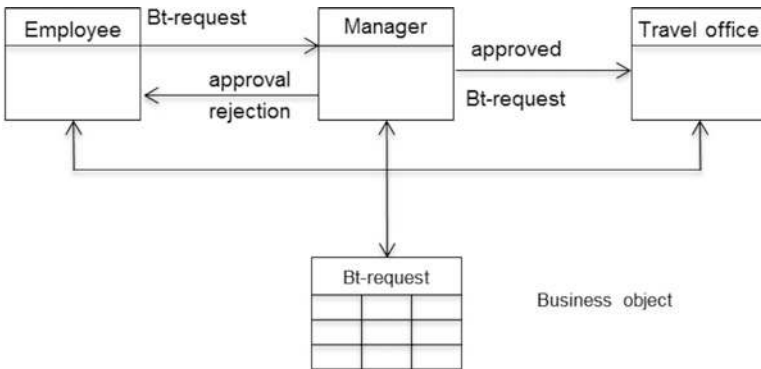 Employee
Bt-request
Manager
Travel office
approved
approval
rejection
Bt-request
Bt-request
Business object